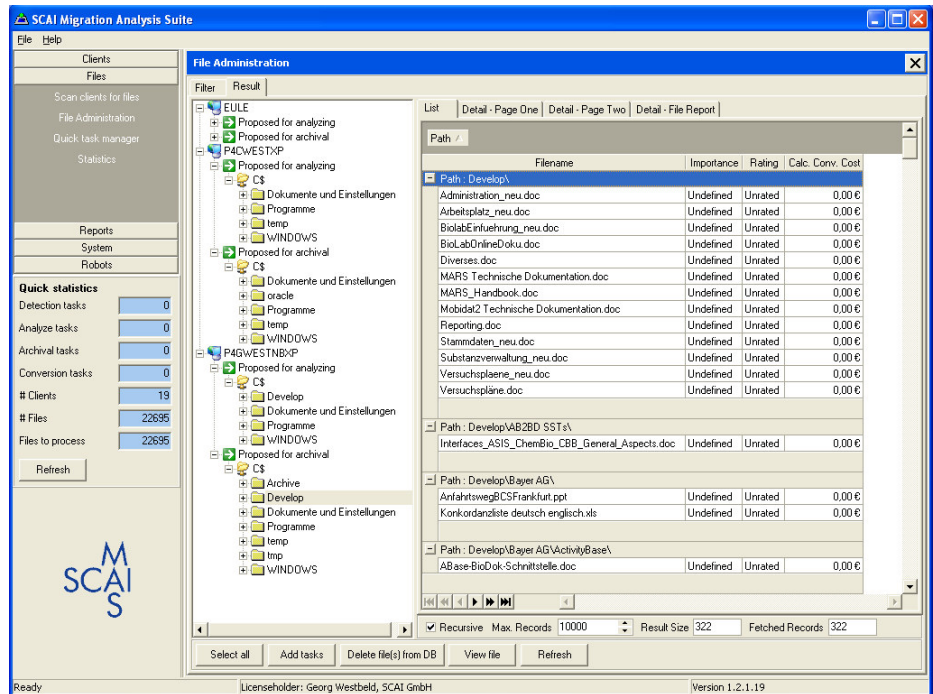 SCAI Migration Analysis Suite
File Help
Clients
Files
Scan clients for files
File Administration
Quick task manager
Statistics
Reports
System
Robots
Quick statistics
Detection tasks 0
Analyze tasks 0
Archival tasks 0
Conversion tasks 0
# Clients 19
# Files 22695
Files to process 22695
Refresh
MAS
SCAI
File Administration
Filter Result
EULE
Proposed for analyzing
Proposed for archival
P4CWESTXP
Proposed for analyzing
C$
Dokumente und Einstellungen
Programme
temp
WINDOWS
Proposed for archival
C$
Dokumente und Einstellungen
oracle
Programme
temp
WINDOWS
P4GWESTNBXP
Proposed for analyzing
C$
Develop
Dokumente und Einstellungen
Programme
WINDOWS
Proposed for archival
C$
Archive
Develop
Dokumente und Einstellungen
Programme
temp
tmp
WINDOWS
List Detail - Page One Detail - Page Two Detail - File Report
Path
Filename Importance Rating Calc. Conv. Cost
Path : Develop\
Administration_neu.doc Undefined Unrated 0,00 €
Arbeitsplatz_neu.doc Undefined Unrated 0,00 €
BiolabEinfuehrung_neu.doc Undefined Unrated 0,00 €
BioLabOnlineDoku.doc Undefined Unrated 0,00 €
Diverses.doc Undefined Unrated 0,00 €
MARS Technische Dokumentation.doc Undefined Unrated 0,00 €
MARS_Handbook.doc Undefined Unrated 0,00 €
Mobidat2 Technische Dokumentation.doc Undefined Unrated 0,00 €
Reporting.doc Undefined Unrated 0,00 €
Stammdaten_neu.doc Undefined Unrated 0,00 €
Substanzverwaltung_neu.doc Undefined Unrated 0,00 €
Versuchsplaene_neu.doc Undefined Unrated 0,00 €
Versuchspläne.doc Undefined Unrated 0,00 €
Path : Develop\AB2BD SSTs\
Interfaces_ASIS_ChemBio_CBB_General_Aspects.doc Undefined Unrated 0,00 €
Path : Develop\Bayer AG\
AnfahrtswegBCSFrankfurt.ppt Undefined Unrated 0,00 €
Konkordanzliste deutsch englisch.xls Undefined Unrated 0,00 €
Path : Develop\Bayer AG\ActivityBase\
ABase-BioDok-Schnittstelle.doc Undefined Unrated 0,00 €
Recursive Max. Records 10000 Result Size 322 Fetched Records 322
Select all Add tasks Delete file(s) from DB View file Refresh
Ready Licenseholder: Georg Westbeld, SCAI GmbH Version 1.2.1.19